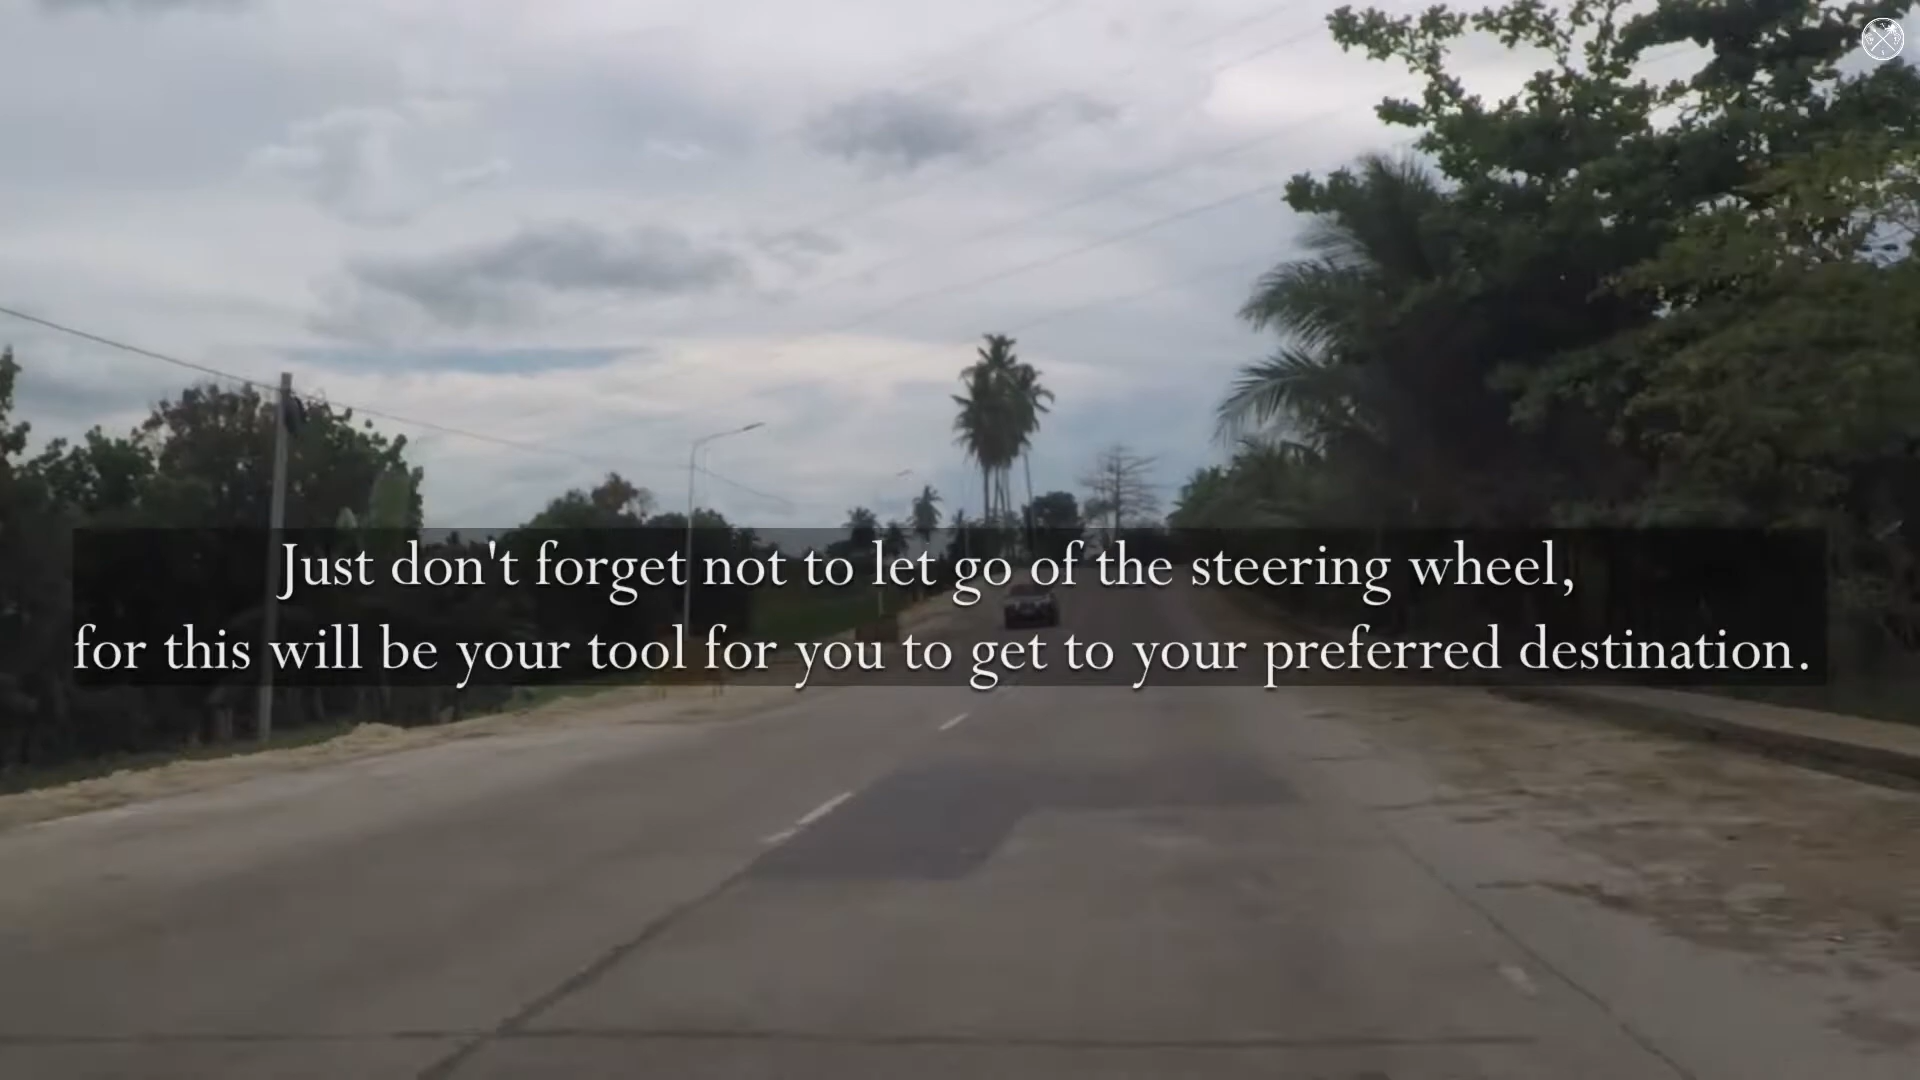 Just don't forget not to let go of the steering wheel,
for this will be your tool for you to get to your preferred destination.